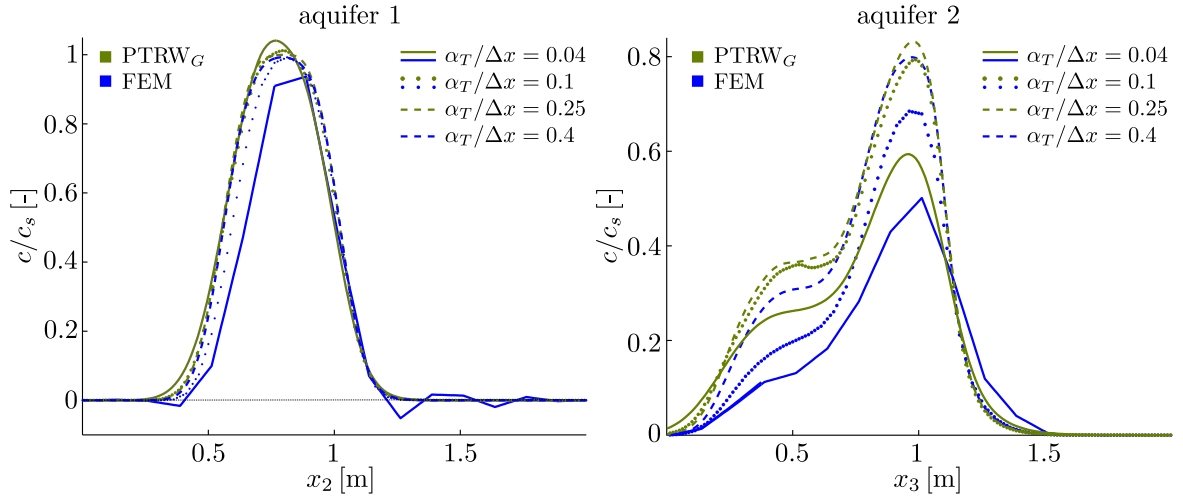 aquifer 1
PTRW_G
FEM
α_T/Δx = 0.04
α_T/Δx = 0.1
α_T/Δx = 0.25
α_T/Δx = 0.4
1
0.8
0.6
0.4
0.2
0
c/c_s [-]
0.5
1
1.5
x_2 [m]
aquifer 2
PTRW_G
FEM
α_T/Δx = 0.04
α_T/Δx = 0.1
α_T/Δx = 0.25
α_T/Δx = 0.4
0.8
0.6
0.4
0.2
0
c/c_s [-]
0.5
1
1.5
x_3 [m]